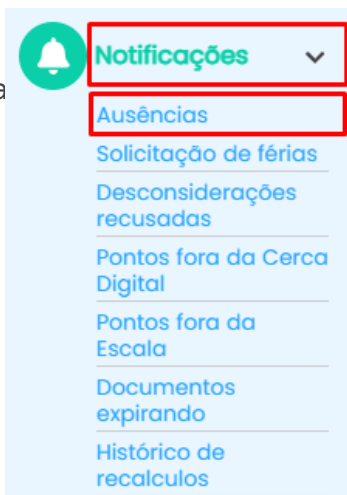 Notificações
a
Ausências
Solicitação de férias
Desconsiderações
recusadas
Pontos fora da Cerca
Digital
Pontos fora da
Escala
Documentos
expirando
Histórico de
recalculos